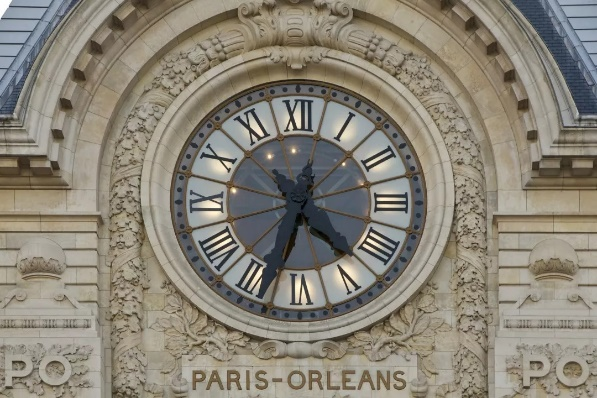 XII
XI I
X II
IX III
VIII IIII
VII V
VI
PO PO
PARIS-ORLEANS